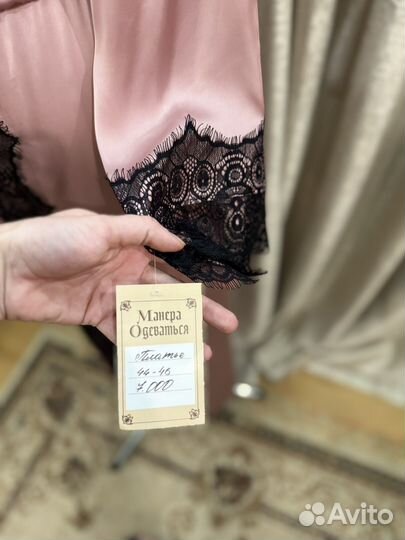 Манера
Одеваться
Платье
44-46
7.000
Avito